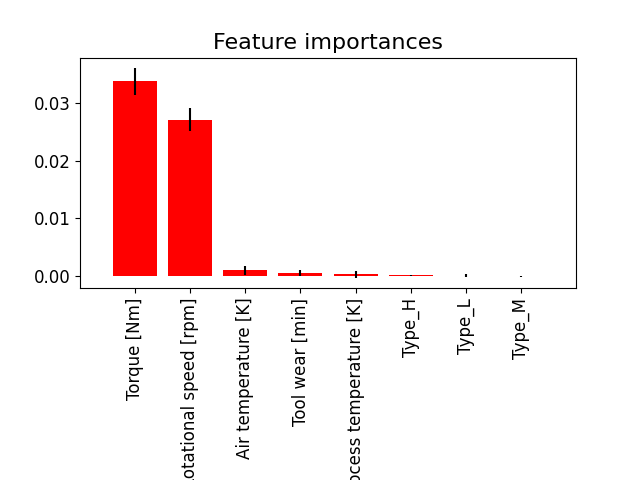 Feature importances
0.03
0.02
0.01
0.00
Torque [Nm]
otational speed [rpm]
Air temperature [K]
Tool wear [min]
ocess temperature [K]
Type_H
Type_L
Type_M